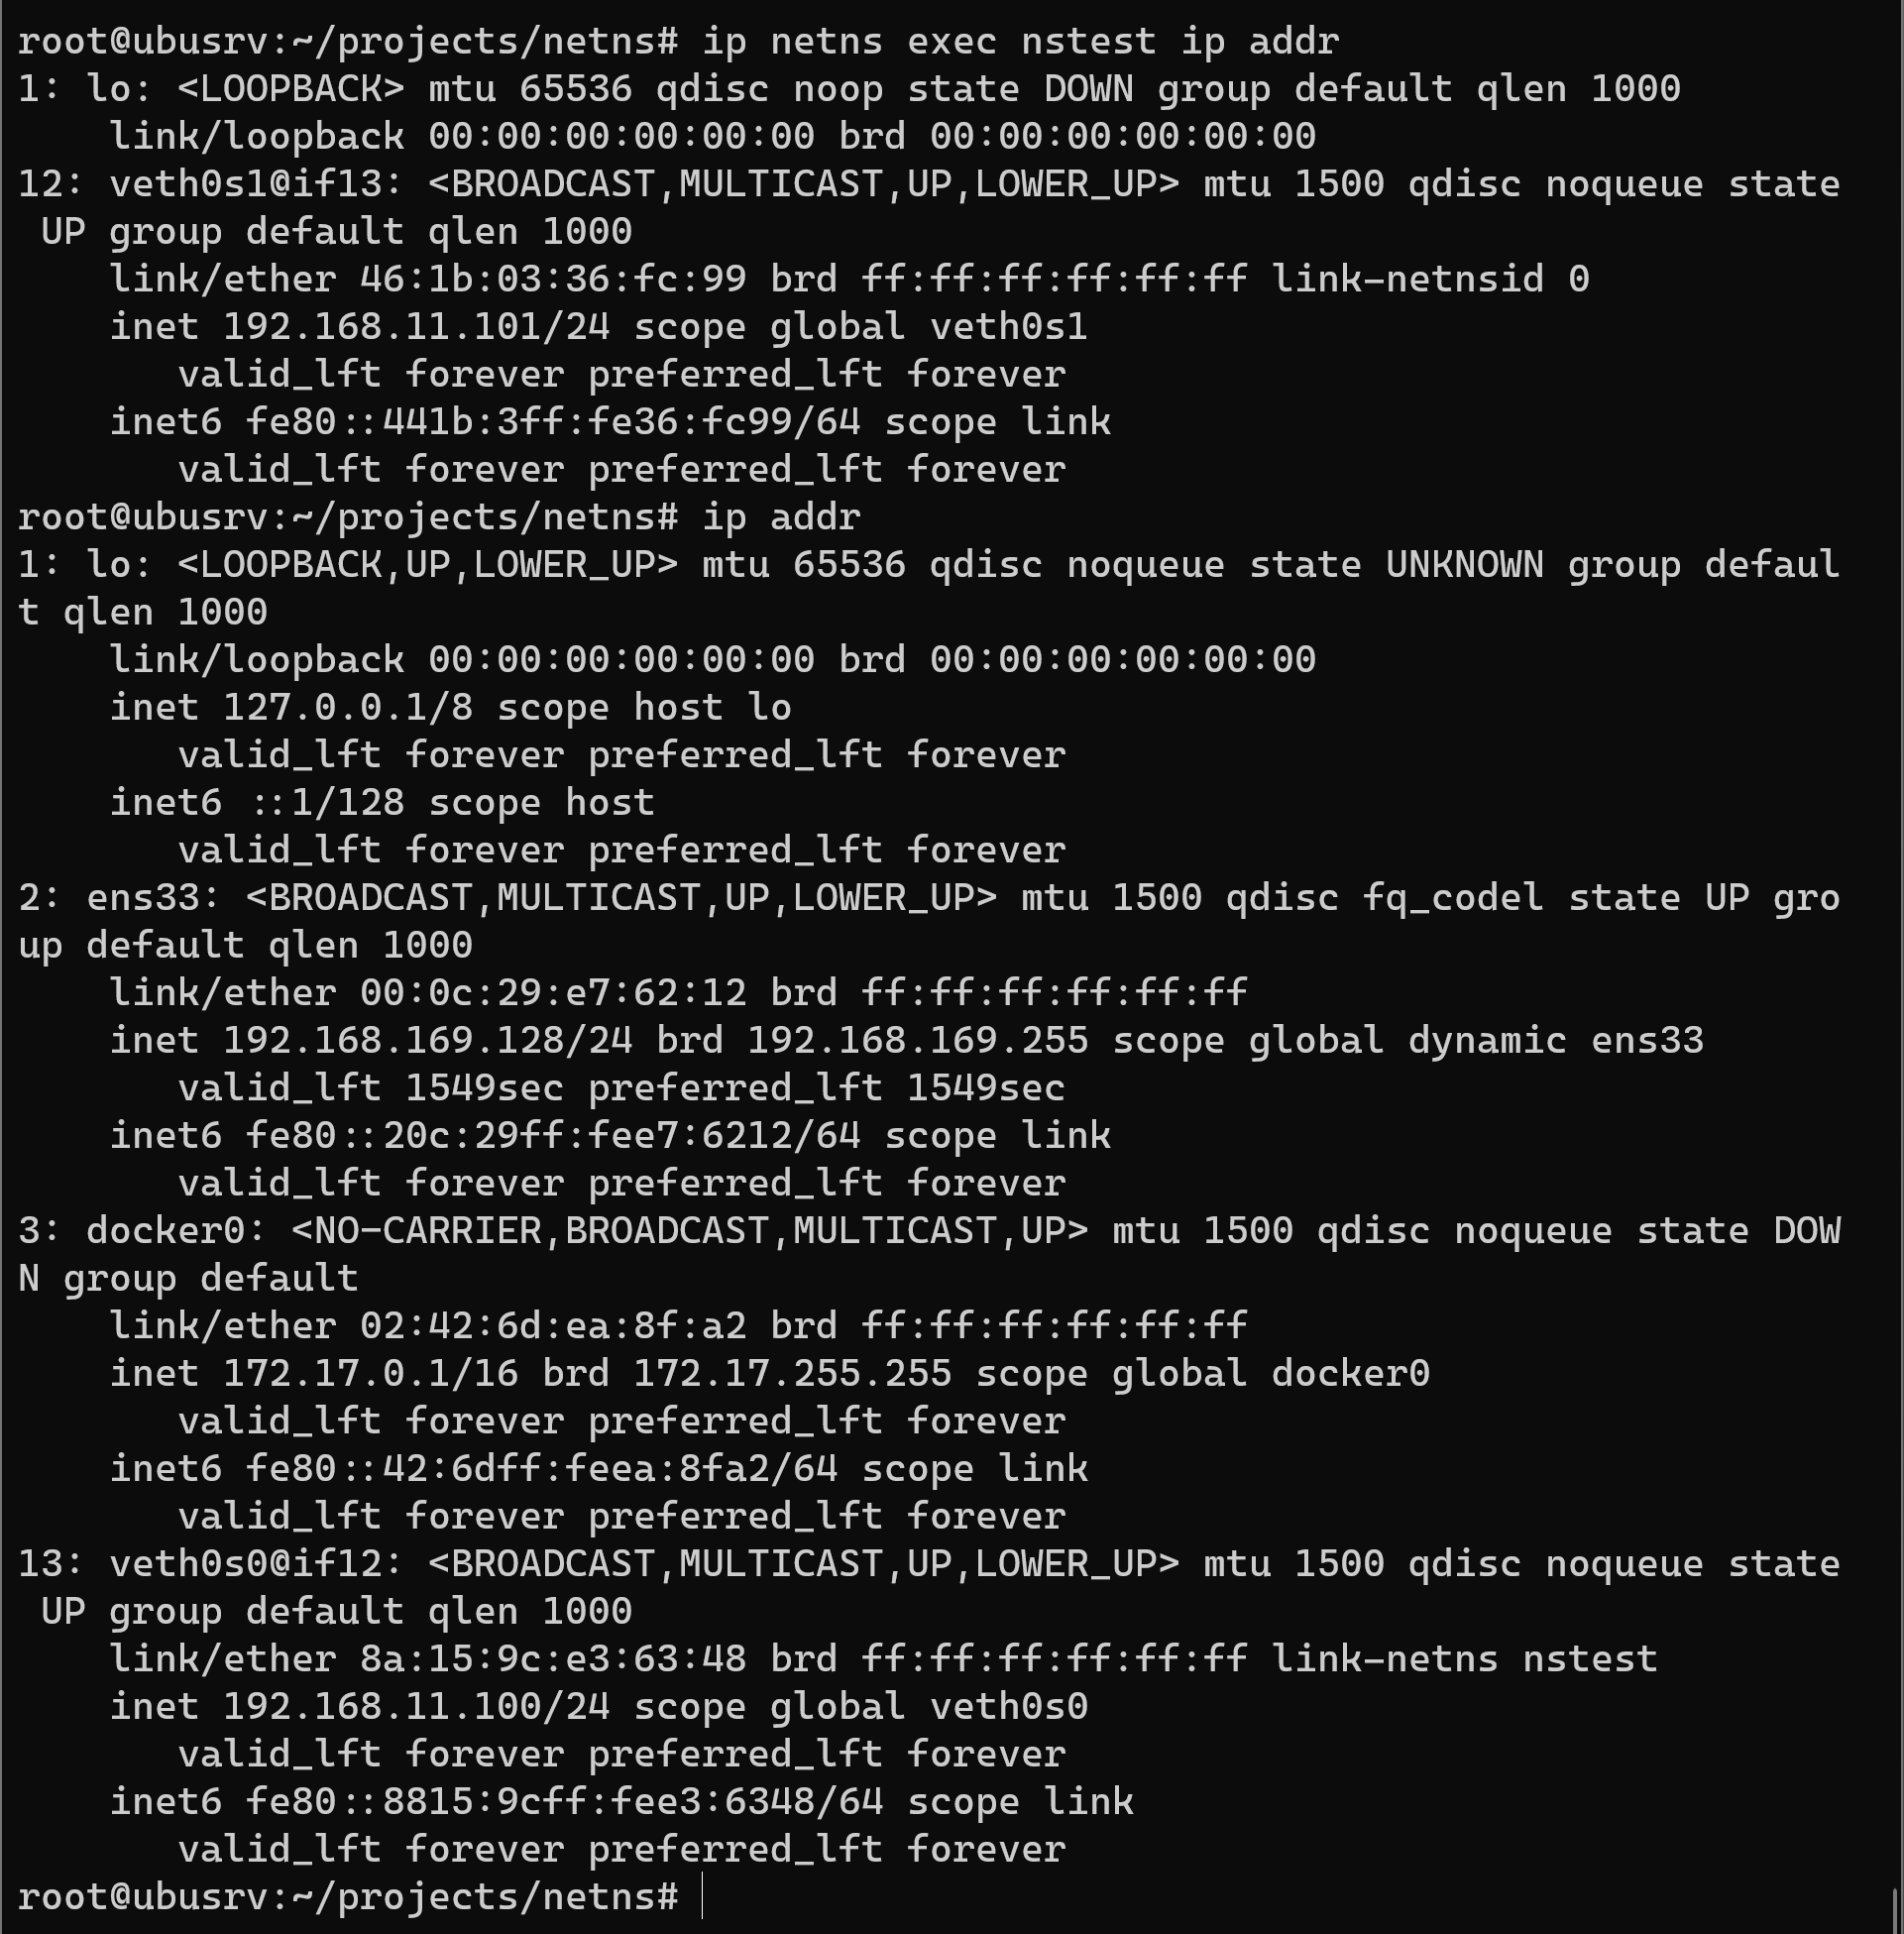 root@ubusrv:~/projects/netns# ip netns exec nstest ip addr
1: lo: <LOOPBACK> mtu 65536 qdisc noop state DOWN group default qlen 1000
    link/loopback 00:00:00:00:00:00 brd 00:00:00:00:00:00
12: veth0s1@if13: <BROADCAST,MULTICAST,UP,LOWER_UP> mtu 1500 qdisc noqueue state
 UP group default qlen 1000
    link/ether 46:1b:03:36:fc:99 brd ff:ff:ff:ff:ff:ff link-netnsid 0
    inet 192.168.11.101/24 scope global veth0s1
       valid_lft forever preferred_lft forever
    inet6 fe80::441b:3ff:fe36:fc99/64 scope link
       valid_lft forever preferred_lft forever
root@ubusrv:~/projects/netns# ip addr
1: lo: <LOOPBACK,UP,LOWER_UP> mtu 65536 qdisc noqueue state UNKNOWN group defaul
t qlen 1000
    link/loopback 00:00:00:00:00:00 brd 00:00:00:00:00:00
    inet 127.0.0.1/8 scope host lo
       valid_lft forever preferred_lft forever
    inet6 ::1/128 scope host
       valid_lft forever preferred_lft forever
2: ens33: <BROADCAST,MULTICAST,UP,LOWER_UP> mtu 1500 qdisc fq_codel state UP gro
up default qlen 1000
    link/ether 00:0c:29:e7:62:12 brd ff:ff:ff:ff:ff:ff
    inet 192.168.169.128/24 brd 192.168.169.255 scope global dynamic ens33
       valid_lft 1549sec preferred_lft 1549sec
    inet6 fe80::20c:29ff:fee7:6212/64 scope link
       valid_lft forever preferred_lft forever
3: docker0: <NO-CARRIER,BROADCAST,MULTICAST,UP> mtu 1500 qdisc noqueue state DOW
N group default
    link/ether 02:42:6d:ea:8f:a2 brd ff:ff:ff:ff:ff:ff
    inet 172.17.0.1/16 brd 172.17.255.255 scope global docker0
       valid_lft forever preferred_lft forever
    inet6 fe80::42:6dff:feea:8fa2/64 scope link
       valid_lft forever preferred_lft forever
13: veth0s0@if12: <BROADCAST,MULTICAST,UP,LOWER_UP> mtu 1500 qdisc noqueue state
 UP group default qlen 1000
    link/ether 8a:15:9c:e3:63:48 brd ff:ff:ff:ff:ff:ff link-netns nstest
    inet 192.168.11.100/24 scope global veth0s0
       valid_lft forever preferred_lft forever
    inet6 fe80::8815:9cff:fee3:6348/64 scope link
       valid_lft forever preferred_lft forever
root@ubusrv:~/projects/netns#